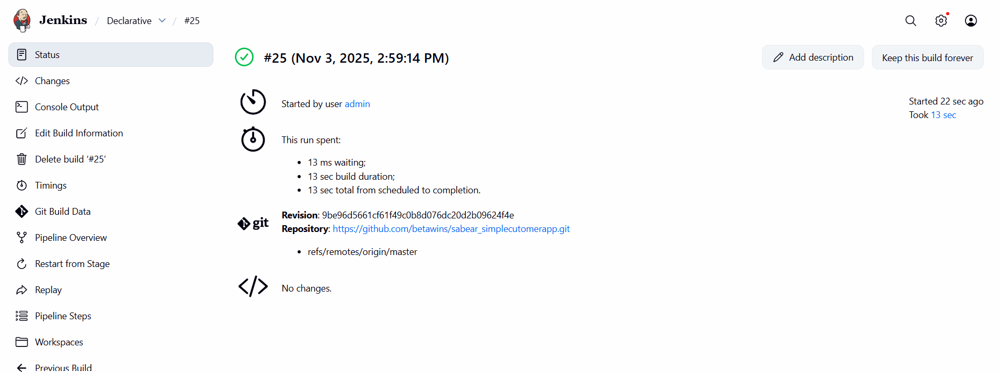 Jenkins / Declarative / #25
Status
Changes
Console Output
Edit Build Information
Delete build ‘#25’
Timings
Git Build Data
Pipeline Overview
Restart from Stage
Replay
Pipeline Steps
Workspaces
Previous Build
#25 (Nov 3, 2025, 2:59:14 PM)
Add description
Keep this build forever
Started by user admin
Started 22 sec ago
Took 13 sec
This run spent:
• 13 ms waiting;
• 13 sec build duration;
• 13 sec total from scheduled to completion.
git
Revision: 9be96d5661cf61f49c0b8d076dc20d2b09624f4e
Repository: https://github.com/betawins/sabear_simplecutomerapp.git
• refs/remotes/origin/master
No changes.